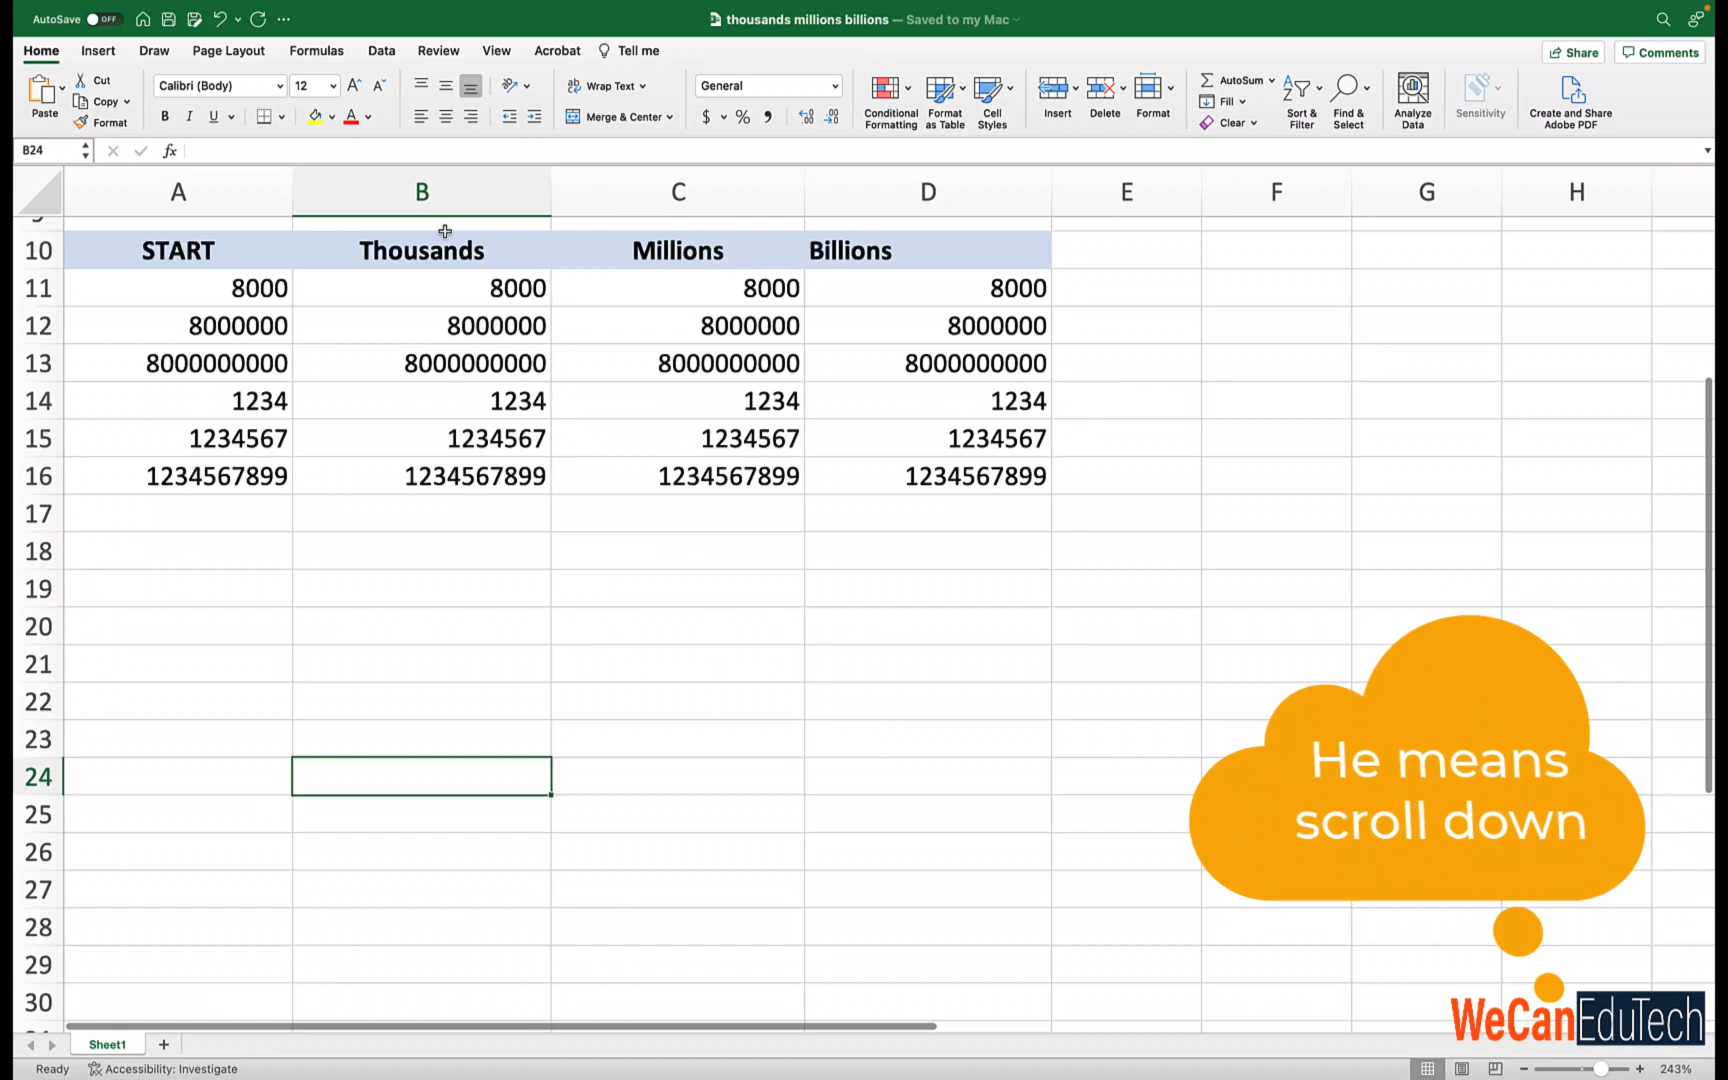 AutoSave OFF thousands millions billions — Saved to my Mac
Home Insert Draw Page Layout Formulas Data Review View Acrobat Tell me Share Comments
Paste Cut Copy Format
Calibri (Body) 12 A A
B I U A
Wrap Text
Merge & Center
General
$ %
Conditional Formatting
Format as Table
Cell Styles
Insert Delete Format
AutoSum
Fill
Clear
Sort & Filter
Find & Select
Analyze Data
Sensitivity
Create and Share Adobe PDF
B24 fx
A B C D E F G H
10 START Thousands Millions Billions
11 8000 8000 8000 8000
12 8000000 8000000 8000000 8000000
13 8000000000 8000000000 8000000000 8000000000
14 1234 1234 1234 1234
15 1234567 1234567 1234567 1234567
16 1234567899 1234567899 1234567899 1234567899
17
18
19
20
21
22
23
24
25
26
27
28
29
30
He means
scroll down
WeCanEduTech
Sheet1
Ready Accessibility: Investigate 243%